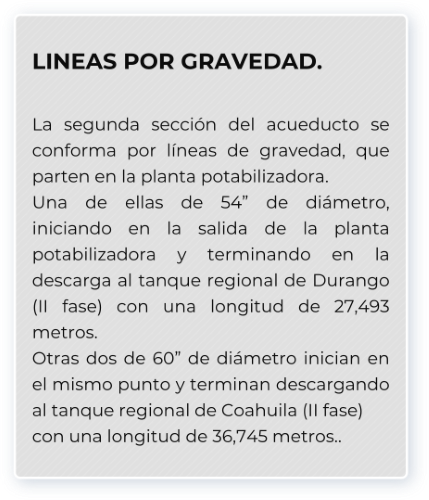 LINEAS POR GRAVEDAD.
La segunda sección del acueducto se
conforma por líneas de gravedad, que
parten en la planta potabilizadora.
Una de ellas de 54” de diámetro,
iniciando en la salida de la planta
potabilizadora y terminando en la
descarga al tanque regional de Durango
(II fase) con una longitud de 27,493
metros.
Otras dos de 60” de diámetro inician en
el mismo punto y terminan descargando
al tanque regional de Coahuila (II fase)
con una longitud de 36,745 metros..